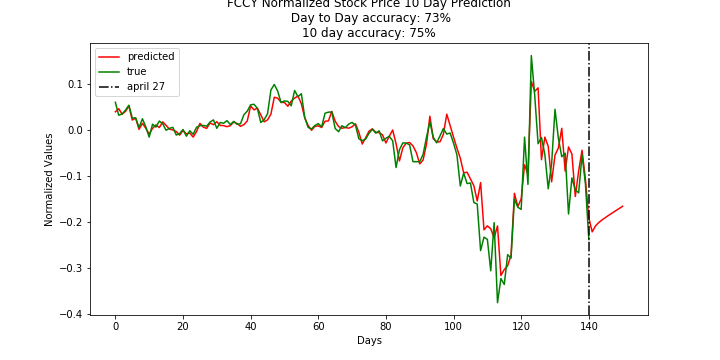 FCCY Normalized Stock Price 10 Day Prediction
Day to Day accuracy: 73%
10 day accuracy: 75%
predicted
true
april 27
Normalized Values
0.1
0.0
−0.1
−0.2
−0.3
−0.4
0 20 40 60 80 100 120 140
Days